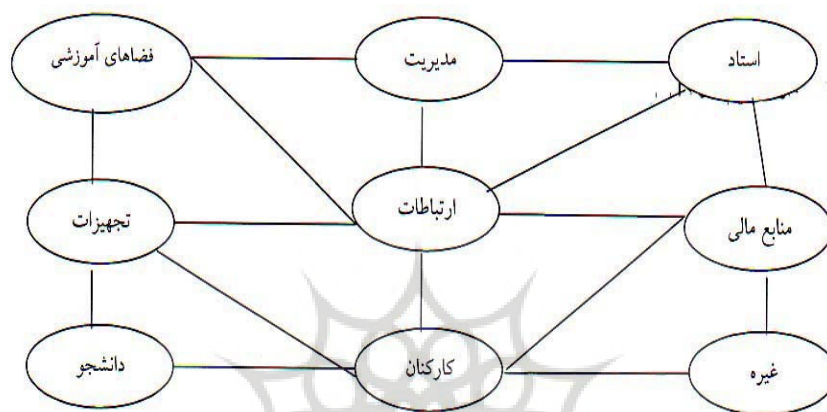 استاد
مدیریت
فضاهای آموزشی
منابع مالی
ارتباطات
تجهیزات
غیره
کارکنان
دانشجو